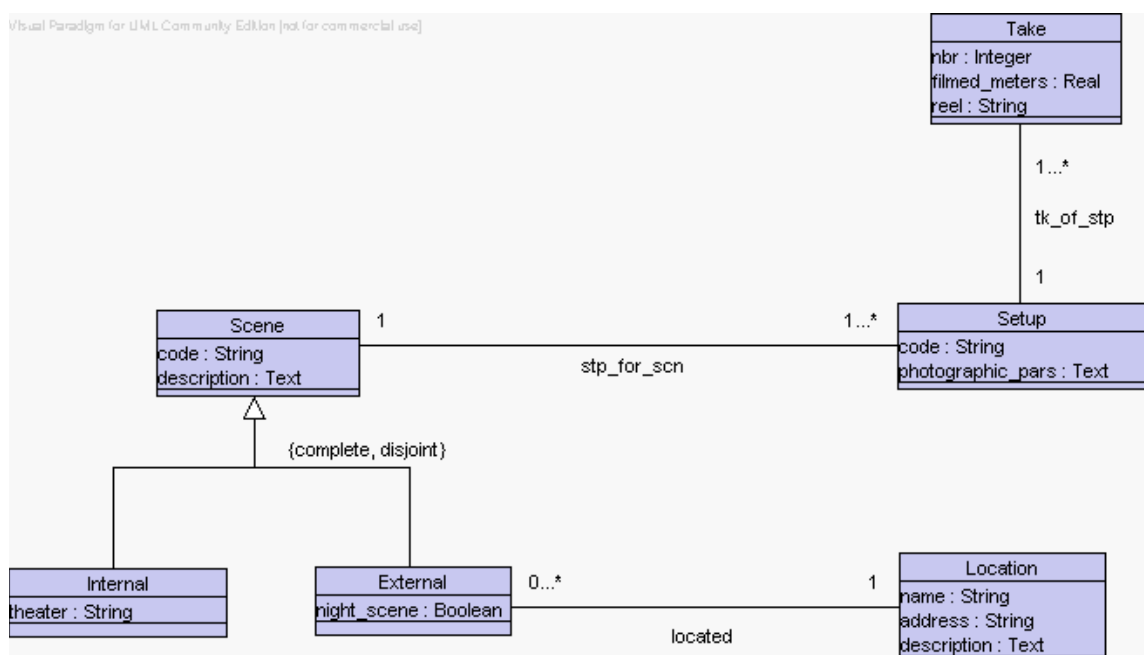 Visual Paradigm for UML Community Edition [not for commercial use]
Take
nbr : Integer
filmed_meters : Real
reel : String
1...*
tk_of_stp
1
Scene
code : String
description : Text
1
1...*
stp_for_scn
Setup
code : String
photographic_pars : Text
{complete, disjoint}
Internal
theater : String
External
night_scene : Boolean
0...*
1
located
Location
name : String
address : String
description : Text